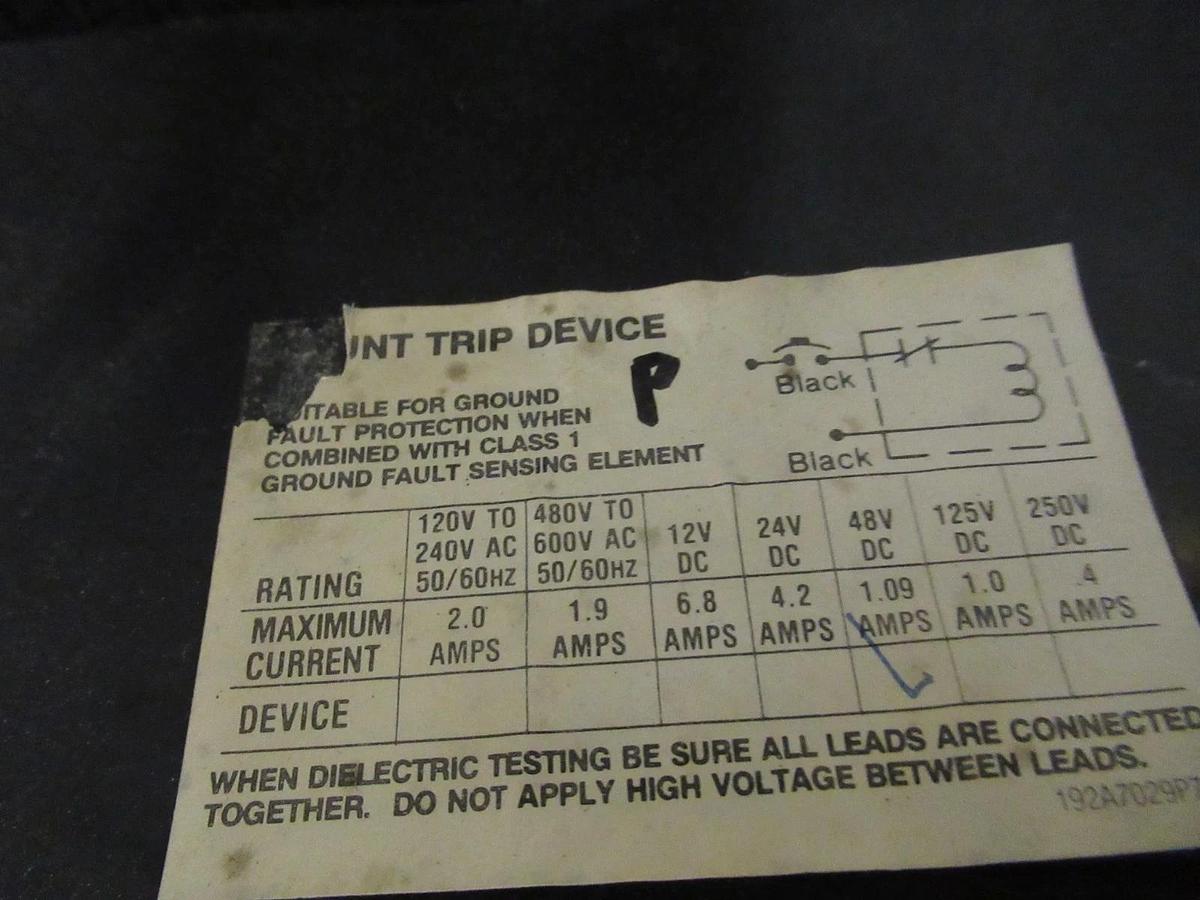 UNT TRIP DEVICE
P
UITABLE FOR GROUND
FAULT PROTECTION WHEN
COMBINED WITH CLASS 1
GROUND FAULT SENSING ELEMENT
Black
Black
RATING 120V TO 240V AC 50/60HZ 480V TO 600V AC 50/60HZ 12V DC 24V DC 48V DC 125V DC 250V DC
MAXIMUM CURRENT 2.0 AMPS 1.9 AMPS 6.8 AMPS 4.2 AMPS 1.09 AMPS 1.0 AMPS .4 AMPS
DEVICE
WHEN DIELECTRIC TESTING BE SURE ALL LEADS ARE CONNECTED
TOGETHER. DO NOT APPLY HIGH VOLTAGE BETWEEN LEADS.
192A7029P